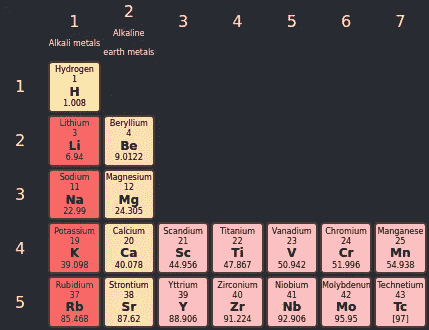 1 2 3 4 5 6 7
Alkali metals Alkaline
earth metals
1
Hydrogen
1
H
1.008
2
Lithium Beryllium
3 4
Li Be
6.94 9.0122
3
Sodium Magnesium
11 12
Na Mg
22.99 24.305
4
Potassium Calcium Scandium Titanium Vanadium Chromium Manganese
19 20 21 22 23 24 25
K Ca Sc Ti V Cr Mn
39.098 40.078 44.956 47.867 50.942 51.996 54.938
5
Rubidium Strontium Yttrium Zirconium Niobium Molybdenum Technetium
37 38 39 40 41 42 43
Rb Sr Y Zr Nb Mo Tc
85.468 87.62 88.906 91.224 92.906 95.95 [97]